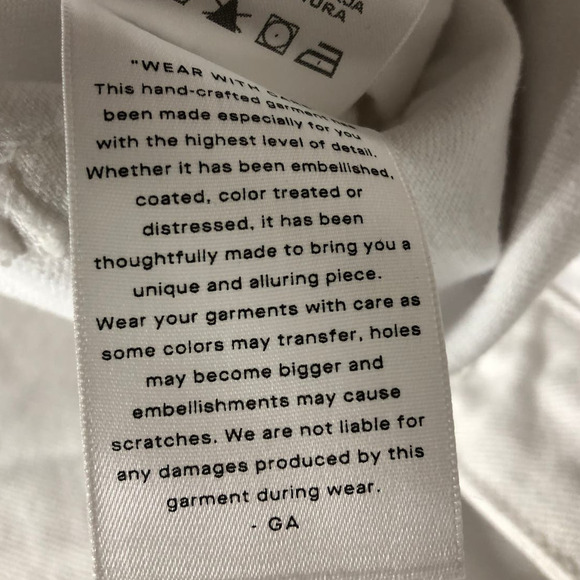 TURA
"WEAR WITH
This hand-crafted garment
been made especially for you
with the highest level of detail.
Whether it has been embellished,
coated, color treated or
distressed, it has been
thoughtfully made to bring you a
unique and alluring piece.
Wear your garments with care as
some colors may transfer, holes
may become bigger and
embellishments may cause
scratches. We are not liable for
any damages produced by this
garment during wear.
- GA